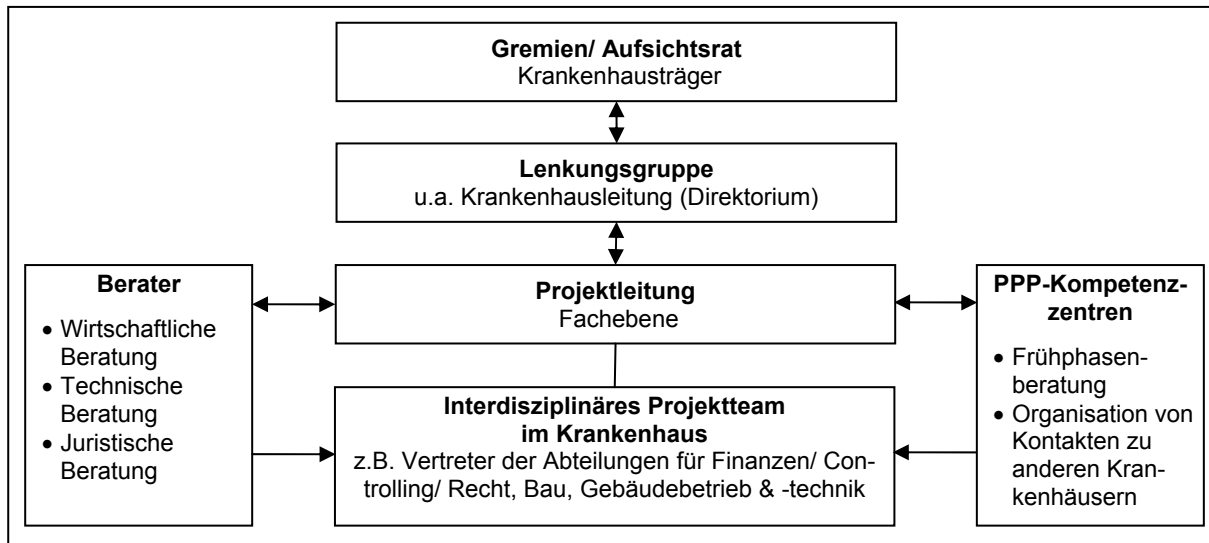 Gremien/ Aufsichtsrat
Krankenhausträger
Lenkungsgruppe
u.a. Krankenhausleitung (Direktorium)
Berater
• Wirtschaftliche
Beratung
• Technische
Beratung
• Juristische
Beratung
Projektleitung
Fachebene
Interdisziplinäres Projektteam
im Krankenhaus
z.B. Vertreter der Abteilungen für Finanzen/ Con-
trolling/ Recht, Bau, Gebäudebetrieb & -technik
PPP-Kompetenz-
zentren
• Frühphasen-
beratung
• Organisation von
Kontakten zu
anderen Kran-
kenhäusern